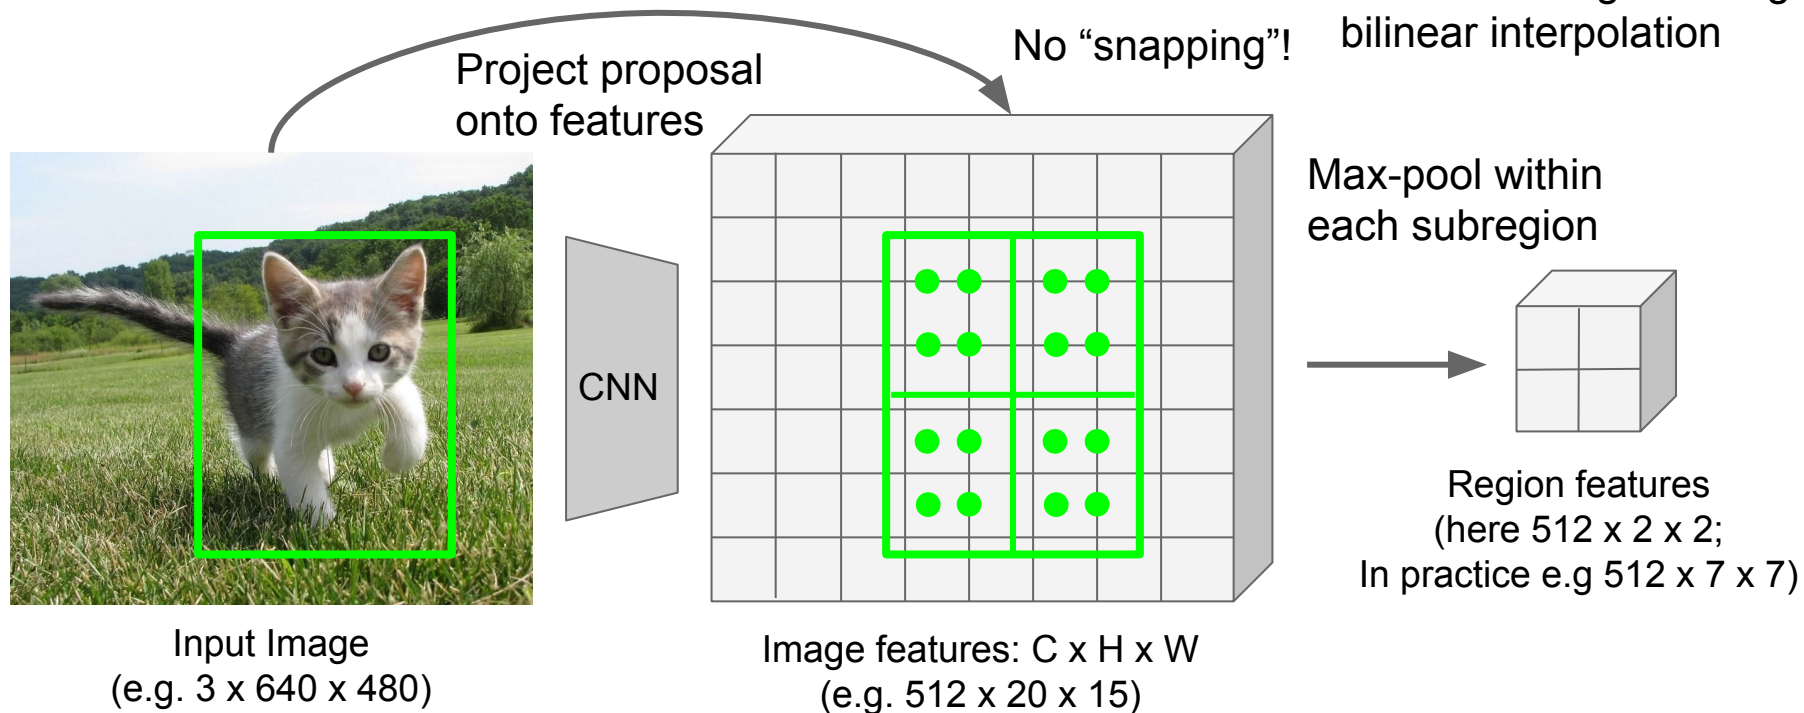 bilinear interpolation
No “snapping”!
Project proposal
onto features
Max-pool within
each subregion
CNN
Region features
(here 512 x 2 x 2;
In practice e.g 512 x 7 x 7)
Input Image
(e.g. 3 x 640 x 480)
Image features: C x H x W
(e.g. 512 x 20 x 15)